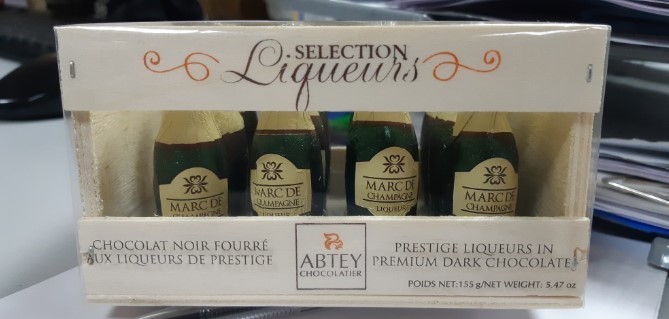 SELECTION
Liqueurs
MARC DE
CHAMPAGNE
MARC DE
CHAMPAGNE
LIQUEUR
MARC DE
CHAMPAGNE
LIQUEUR
MARC DE
CHAMPAGNE
CHOCOLAT NOIR FOURRÉ
AUX LIQUEURS DE PRESTIGE
ABTEY
CHOCOLATIER
PRESTIGE LIQUEURS IN
PREMIUM DARK CHOCOLATE
POIDS NET:155 g/NET WEIGHT: 5.47 oz